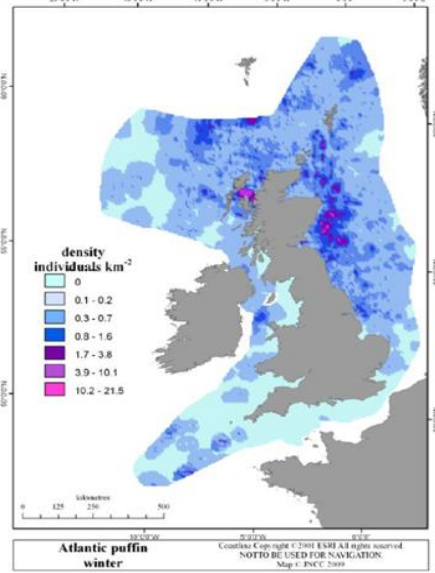 density
individuals km-2
0
0.1 - 0.2
0.3 - 0.7
0.8 - 1.6
1.7 - 3.8
3.9 - 10.1
10.2 - 21.5
kilometres
0 125 250 500
Atlantic puffin
winter
Coastline Copyright ©2001 ESRI All rights reserved
NOT TO BE USED FOR NAVIGATION.
Map © JNCC 2009